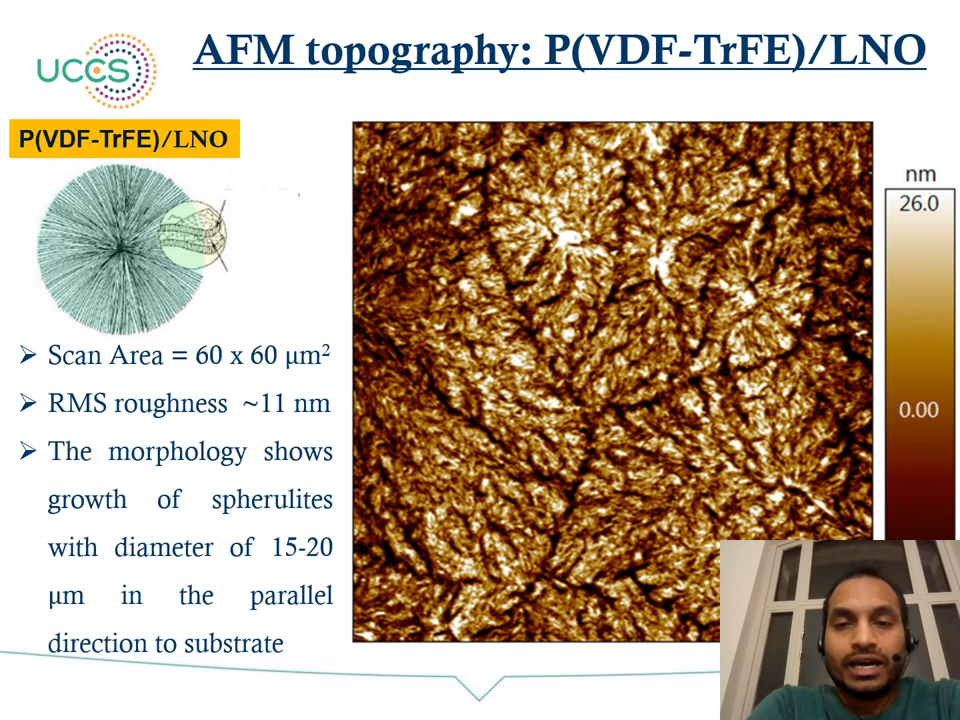 UCCS
AFM topography: P(VDF-TrFE)/LNO
P(VDF-TrFE)/LNO
➢ Scan Area = 60 x 60 μm²
➢ RMS roughness ~11 nm
➢ The morphology shows
growth of spherulites
with diameter of 15-20
μm in the parallel
direction to substrate
nm
26.0
0.00